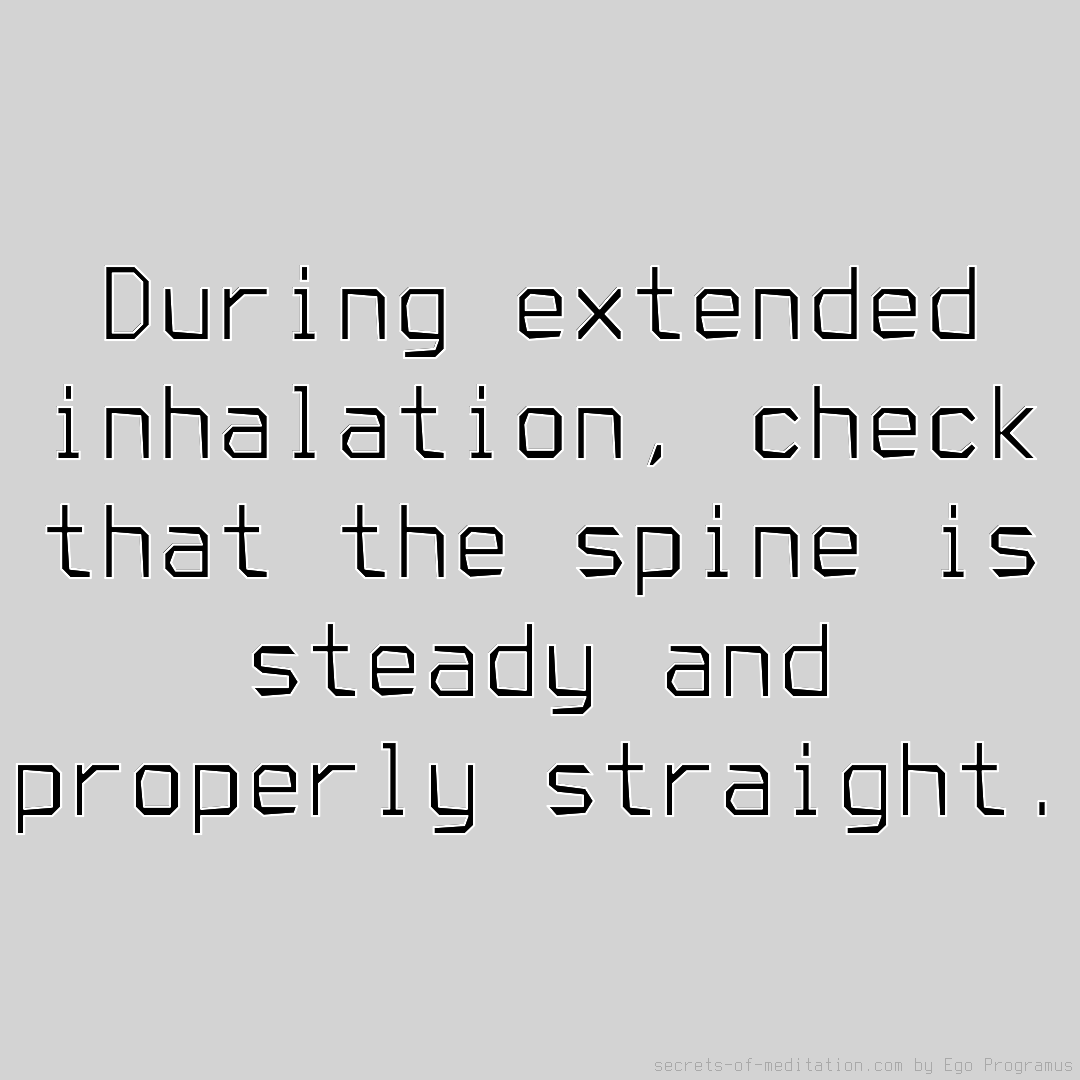 During extended
inhalation, check
that the spine is
steady and
properly straight.
secrets-of-meditation.com by Ego Programus